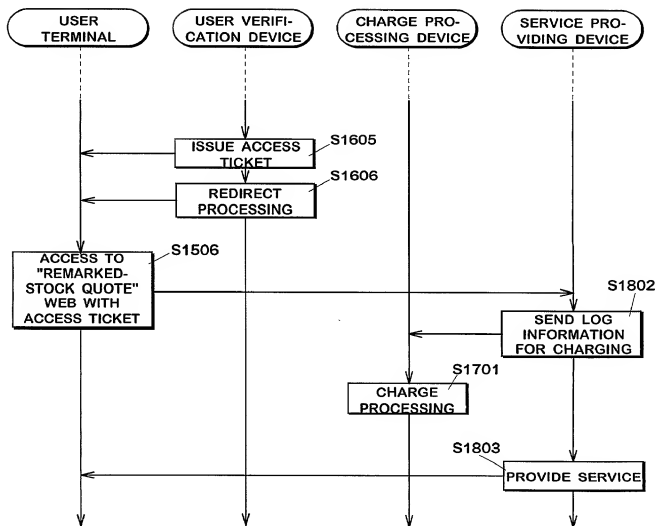 USER
TERMINAL
USER VERIFI-
CATION DEVICE
CHARGE PRO-
CESSING DEVICE
SERVICE PRO-
VIDING DEVICE
S1605
ISSUE ACCESS
TICKET
S1606
REDIRECT
PROCESSING
S1506
ACCESS TO
"REMARKED-
STOCK QUOTE"
WEB WITH
ACCESS TICKET
S1802
SEND LOG
INFORMATION
FOR CHARGING
S1701
CHARGE
PROCESSING
S1803
PROVIDE SERVICE